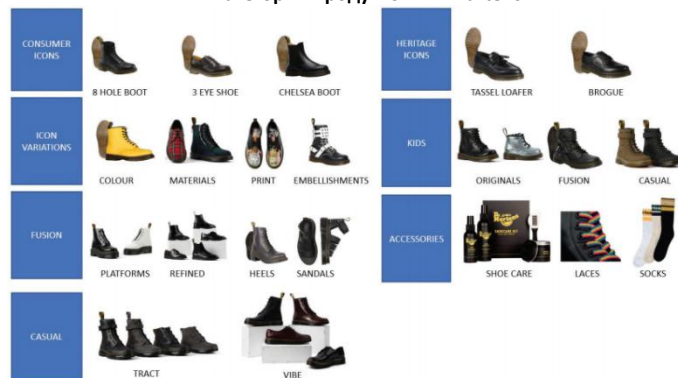 CONSUMER ICONS
8 HOLE BOOT
3 EYE SHOE
CHELSEA BOOT
HERITAGE ICONS
TASSEL LOAFER
BROGUE
ICON VARIATIONS
COLOUR
MATERIALS
PRINT
EMBELLISHMENTS
KIDS
ORIGINALS
FUSION
CASUAL
FUSION
PLATFORMS
REFINED
HEELS
SANDALS
ACCESSORIES
Dr. Martens
SHOE CARE
LACES
SOCKS
CASUAL
TRACT
VIBE